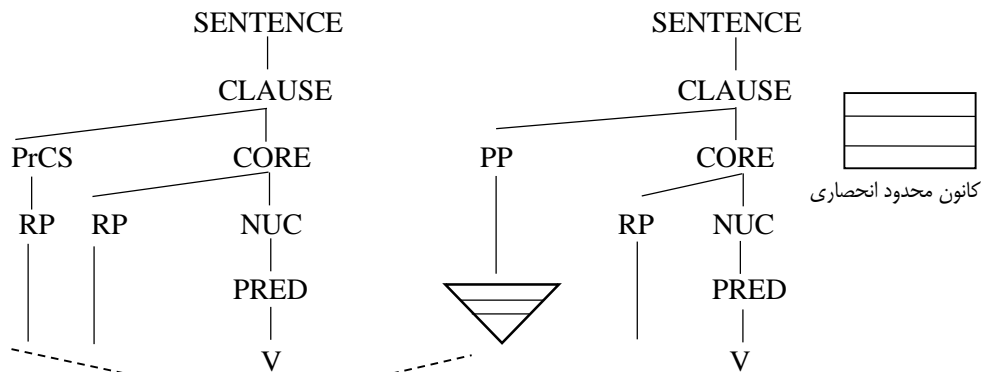 SENTENCE SENTENCE
CLAUSE CLAUSE
PrCS CORE PP CORE
کانون محدود انحصاری
RP RP NUC RP NUC
PRED PRED
V V